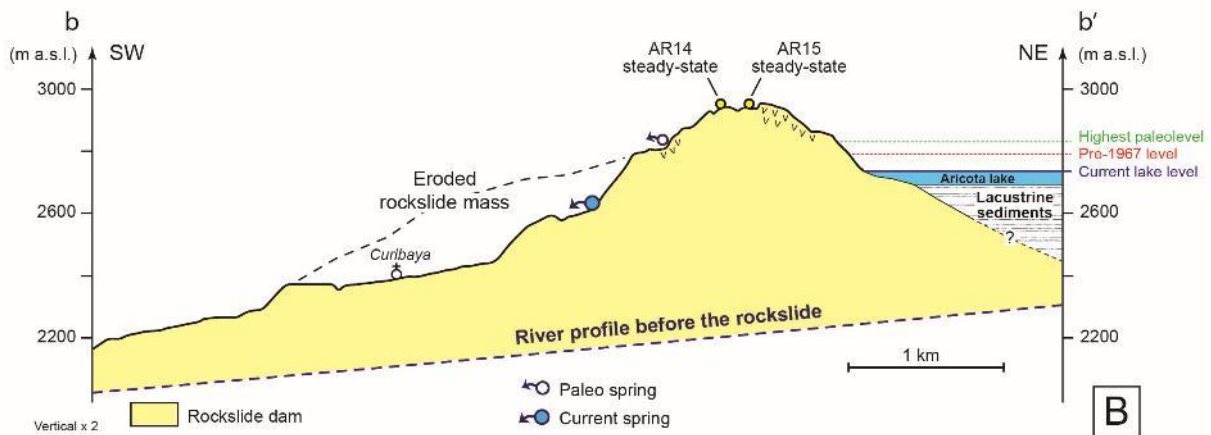 b
b'
(m a.s.l.)
SW
AR14
steady-state
AR15
steady-state
NE
(m a.s.l.)
3000
3000
Highest paleolevel
Pre-1967 level
Current lake level
Aricota lake
Eroded
rockslide mass
Lacustrine
sediments
2600
2600
?
Curibaya
River profile before the rockslide
2200
2200
1 km
Paleo spring
Rockslide dam
Current spring
Vertical x 2
B